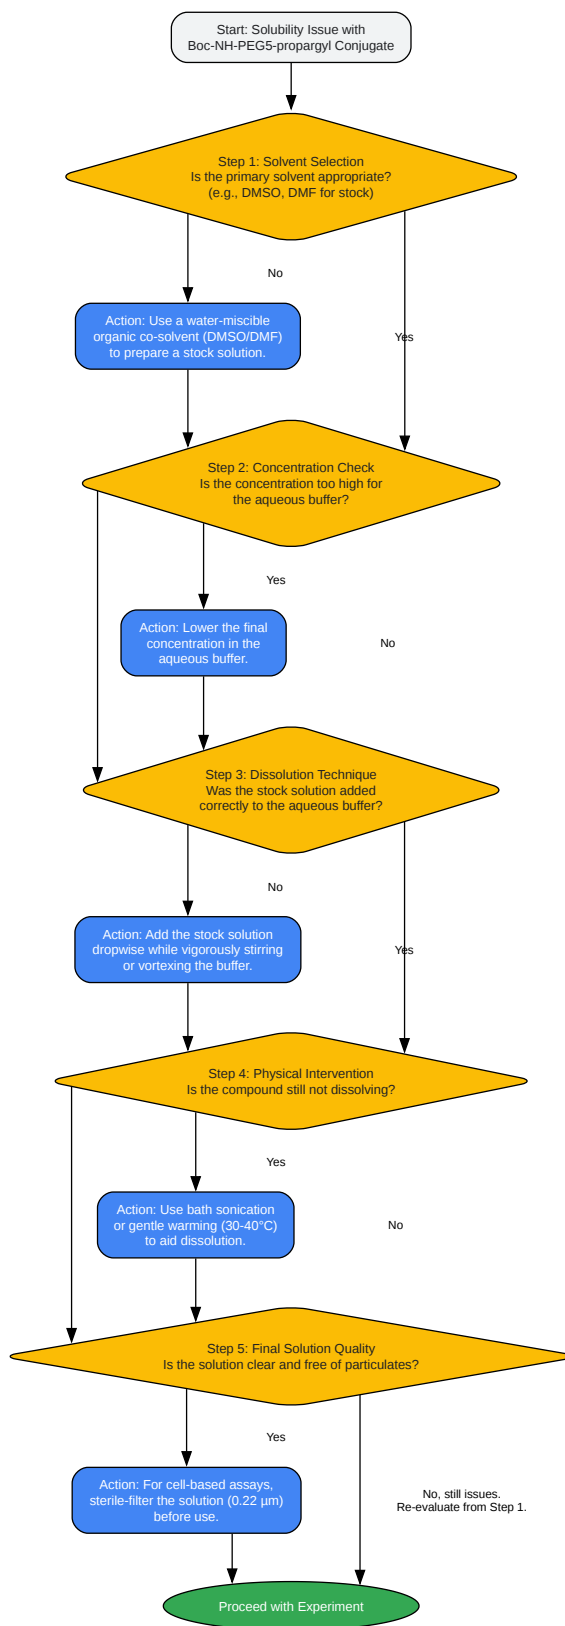 Start: Solubility Issue with
Boc-NH-PEG5-propargyl Conjugate
Step 1: Solvent Selection
Is the primary solvent appropriate?
(e.g., DMSO, DMF for stock)
No
Action: Use a water-miscible
organic co-solvent (DMSO/DMF)
to prepare a stock solution.
Yes
Step 2: Concentration Check
Is the concentration too high for
the aqueous buffer?
Yes
Action: Lower the final
concentration in the
aqueous buffer.
No
Step 3: Dissolution Technique
Was the stock solution added
correctly to the aqueous buffer?
No
Action: Add the stock solution
dropwise while vigorously stirring
or vortexing the buffer.
Yes
Step 4: Physical Intervention
Is the compound still not dissolving?
Yes
Action: Use bath sonication
or gentle warming (30-40°C)
to aid dissolution.
No
Step 5: Final Solution Quality
Is the solution clear and free of particulates?
Yes
Action: For cell-based assays,
sterile-filter the solution (0.22 µm)
before use.
No, still issues.
Re-evaluate from Step 1.
Proceed with Experiment